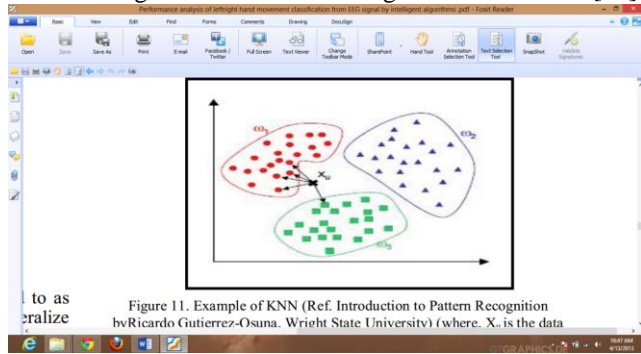 Performance analysis of leftright hand movement classification from EEG signal by intelligent algorithms .pdf - Foxit Reader
Basic View Edit Find Forms Comments Drawing DocuSign
Open Save Save As Print E-mail Facebook / Twitter Full Screen Text Viewer Change Toolbar Mode SharePoint Hand Tool Annotation Selection Tool Text Selection Tool SnapShot Validate Signatures
ω1
ω2
Xu
ω3
l to as
eralize
Figure 11. Example of KNN (Ref. Introduction to Pattern Recognition
byRicardo Gutierrez-Osuna, Wright State University) (where, Xu is the data
10:47 AM
4/13/2013